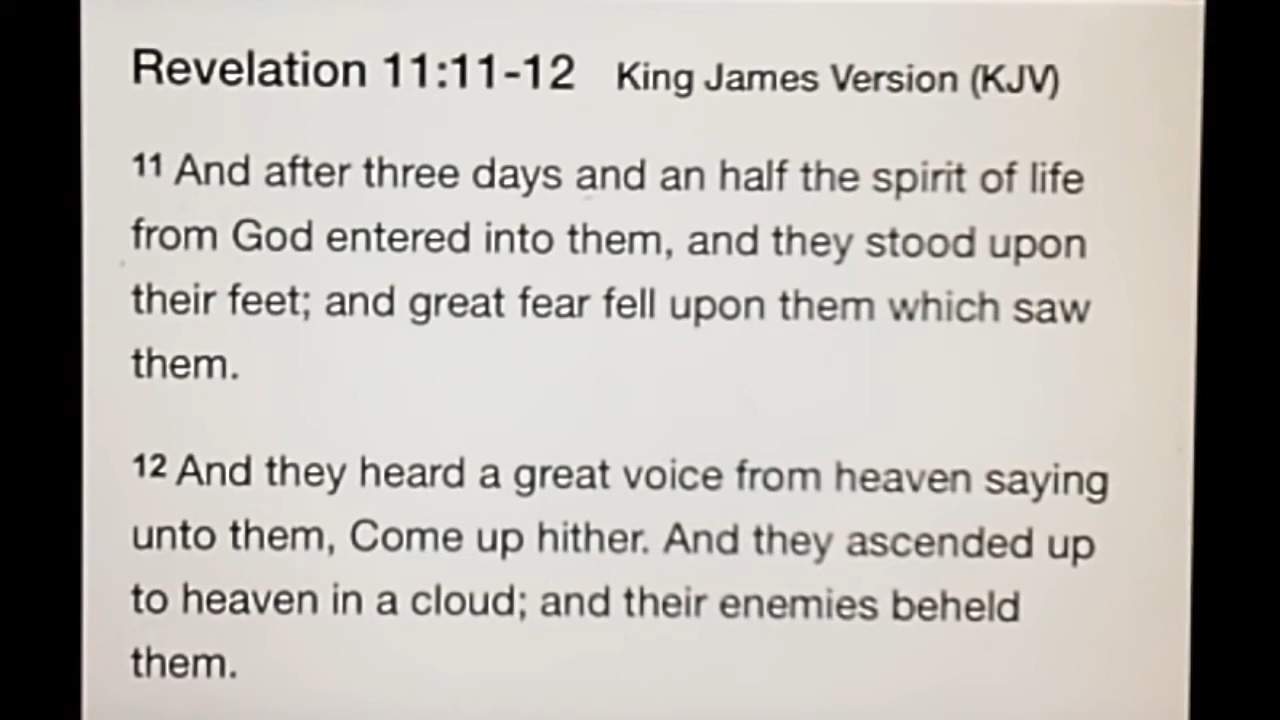 Revelation 11:11-12 King James Version (KJV)
11 And after three days and an half the spirit of life
from God entered into them, and they stood upon
their feet; and great fear fell upon them which saw
them.
12 And they heard a great voice from heaven saying
unto them, Come up hither. And they ascended up
to heaven in a cloud; and their enemies beheld
them.